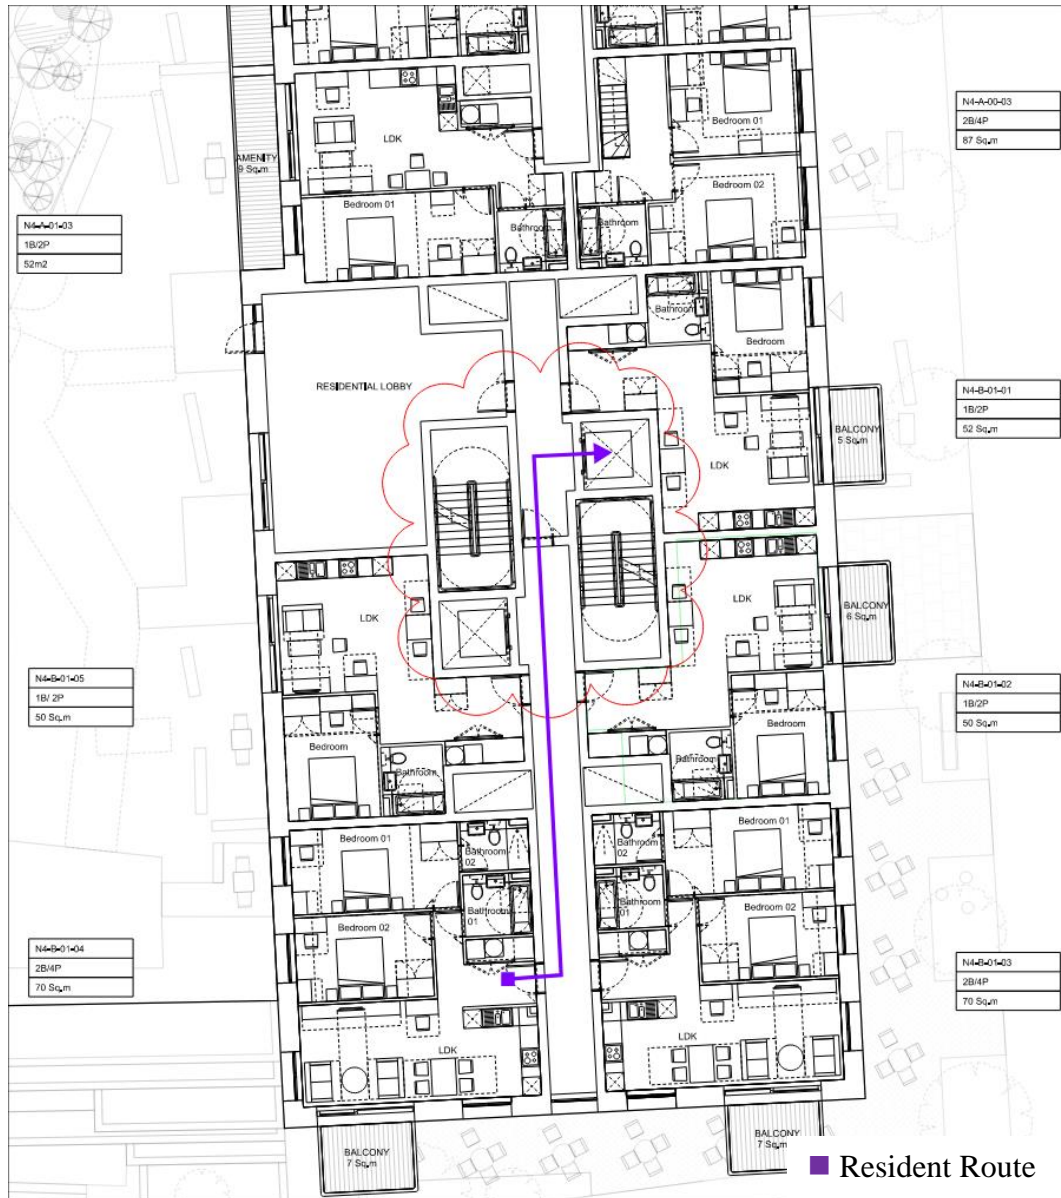 N4-A-00-03
2B/4P
87 Sq.m
Bedroom 01
LDK
AMENITY
9 Sq.m
Bedroom 02
Bedroom 01
N4-A-01-03
1B/2P
52m2
Bathroom
Bathroom
Bathroom
Bedroom
RESIDENTIAL LOBBY
N4-B-01-01
1B/2P
52 Sq.m
BALCONY
5 Sq.m
LDK
LDK
LDK
BALCONY
6 Sq.m
N4-B-01-05
1B/ 2P
50 Sq.m
N4-B-01-02
1B/2P
50 Sq.m
Bedroom
Bathroom
Bathroom
Bedroom
Bedroom 01
Bathroom
02
Bathroom
02
Bedroom 01
Bathroom
01
Bathroom
01
Bedroom 02
Bedroom 02
N4-B-01-04
2B/4P
70 Sq.m
N4-B-01-03
2B/4P
70 Sq.m
LDK
LDK
BALCONY
7 Sq.m
BALCONY
7 Sq.m
Resident Route